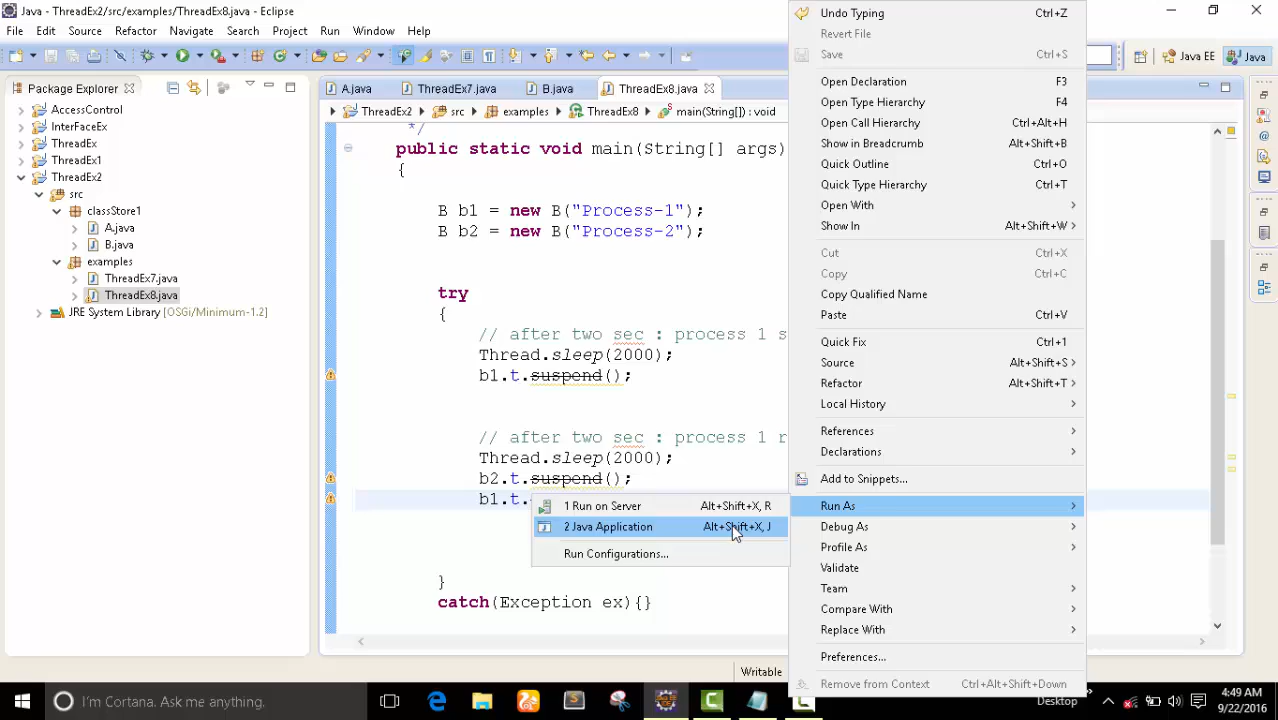 Java - ThreadEx2/src/examples/ThreadEx8.java - Eclipse
File Edit Source Refactor Navigate Search Project Run Window Help
Java EE Java
Package Explorer
AccessControl
InterFaceEx
ThreadEx
ThreadEx1
ThreadEx2
src
classStore1
A.java
B.java
examples
ThreadEx7.java
ThreadEx8.java
JRE System Library [OSGi/Minimum-1.2]
A.java ThreadEx7.java B.java ThreadEx8.java
ThreadEx2 src examples ThreadEx8 main(String[]) : void
*/
public static void main(String[] args)
{
B b1 = new B("Process-1");
B b2 = new B("Process-2");
try
{
// after two sec : process 1 s
Thread.sleep(2000);
b1.t.suspend();
// after two sec : process 1 r
Thread.sleep(2000);
b2.t.suspend();
b1.t.
}
catch(Exception ex){}
1 Run on Server Alt+Shift+X, R
2 Java Application Alt+Shift+X, J
Run Configurations...
Undo Typing Ctrl+Z
Revert File
Save Ctrl+S
Open Declaration F3
Open Type Hierarchy F4
Open Call Hierarchy Ctrl+Alt+H
Show in Breadcrumb Alt+Shift+B
Quick Outline Ctrl+O
Quick Type Hierarchy Ctrl+T
Open With
Show In Alt+Shift+W
Cut Ctrl+X
Copy Ctrl+C
Copy Qualified Name
Paste Ctrl+V
Quick Fix Ctrl+1
Source Alt+Shift+S
Refactor Alt+Shift+T
Local History
References
Declarations
Add to Snippets...
Run As
Debug As
Profile As
Validate
Team
Compare With
Replace With
Preferences...
Remove from Context Ctrl+Alt+Shift+Down
Writable
I'm Cortana. Ask me anything.
Desktop
4:49 AM
9/22/2016